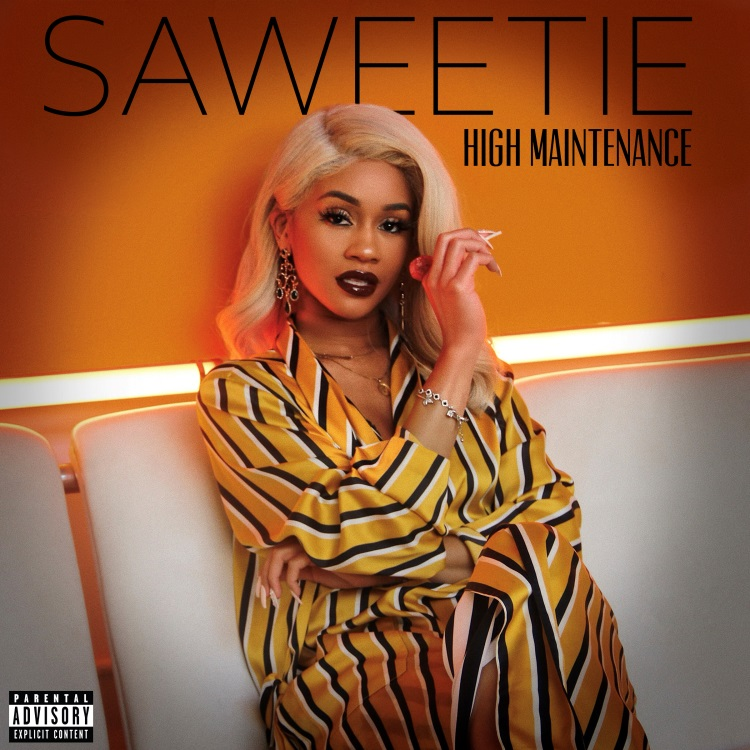 SAWEETIE
HIGH MAINTENANCE
PARENTAL
ADVISORY
EXPLICIT CONTENT